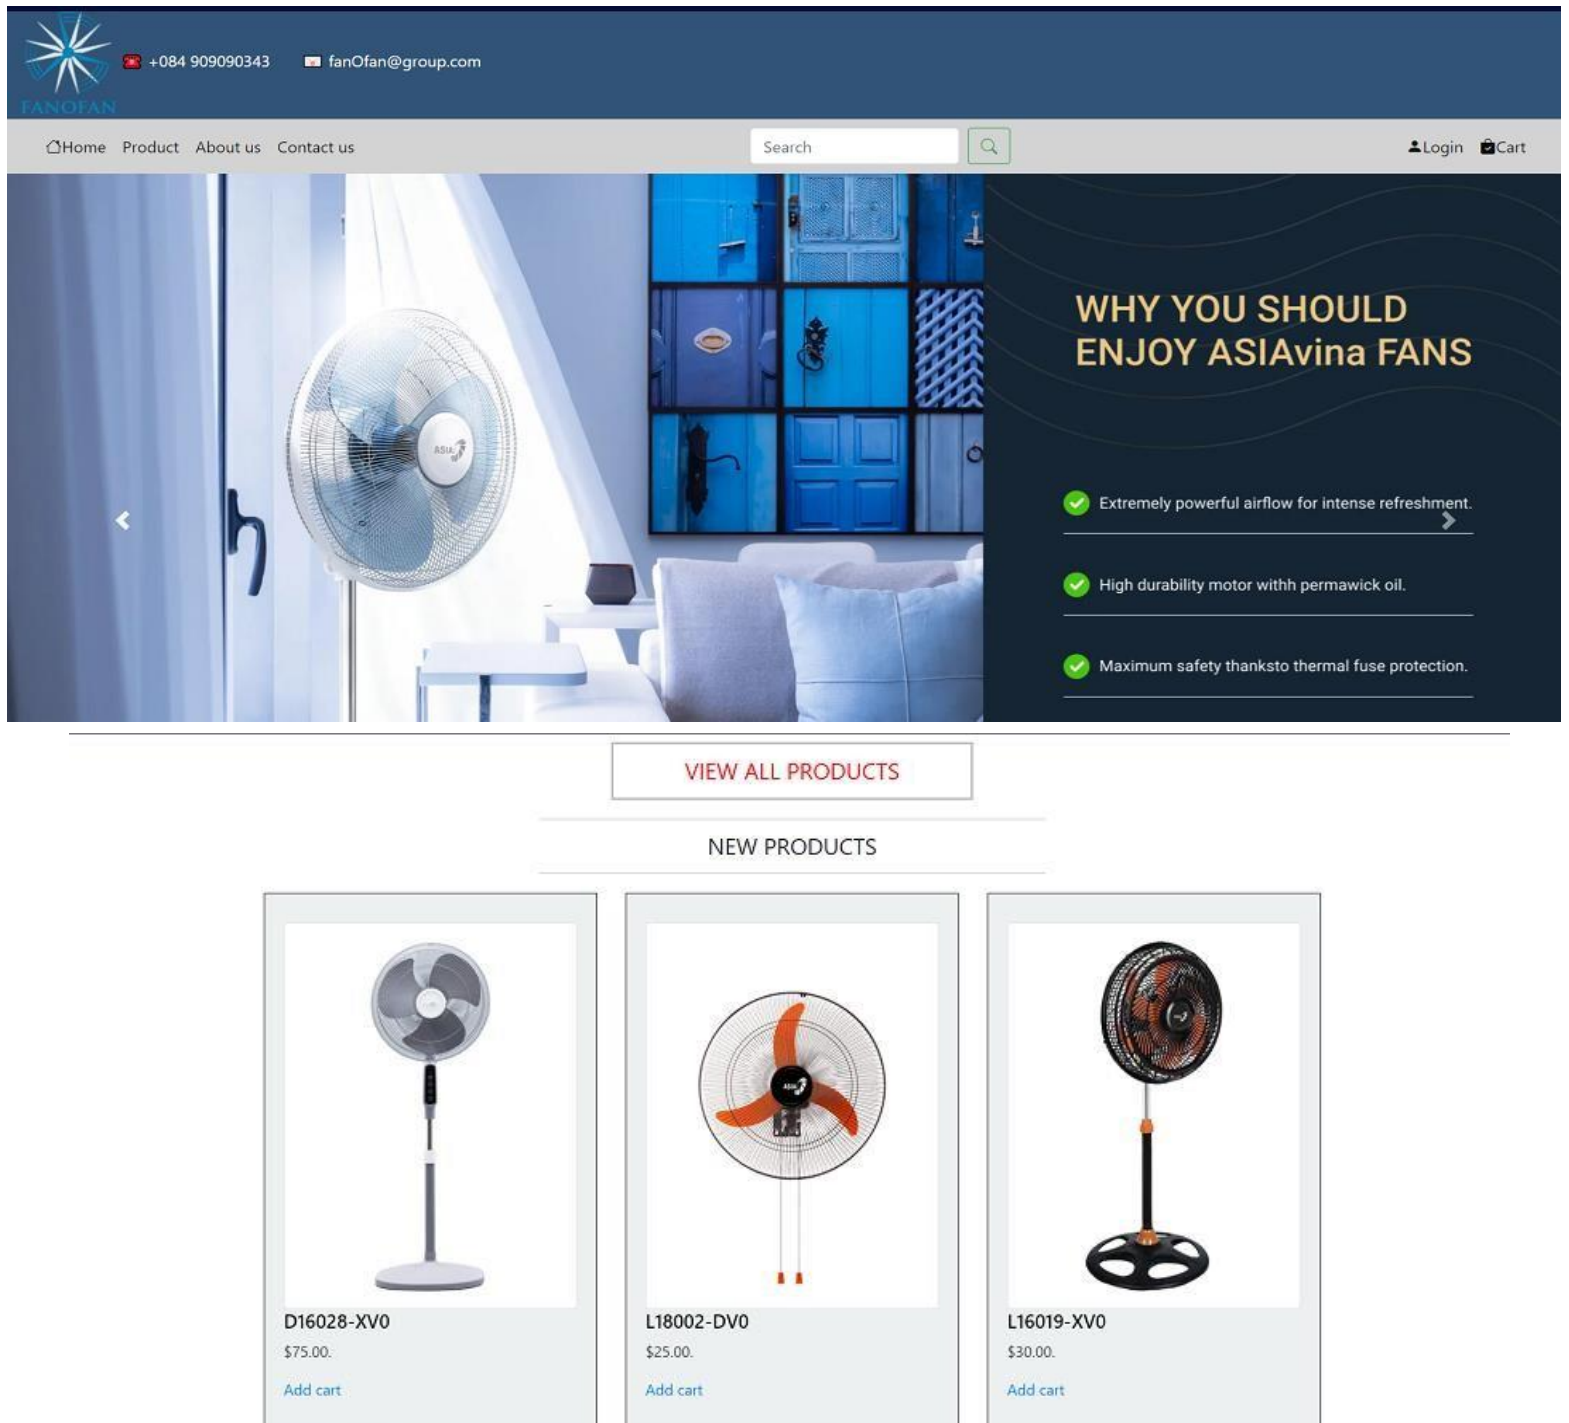 FANOFAN
+084 909090343 fanOfan@group.com
Home Product About us Contact us Search Login Cart
WHY YOU SHOULD
ENJOY ASIAvina FANS
ASIA
Extremely powerful airflow for intense refreshment.
High durability motor withh permawick oil.
Maximum safety thanksto thermal fuse protection.
VIEW ALL PRODUCTS
NEW PRODUCTS
ASIA
D16028-XV0 L18002-DV0 L16019-XV0
$75.00. $25.00. $30.00.
Add cart Add cart Add cart